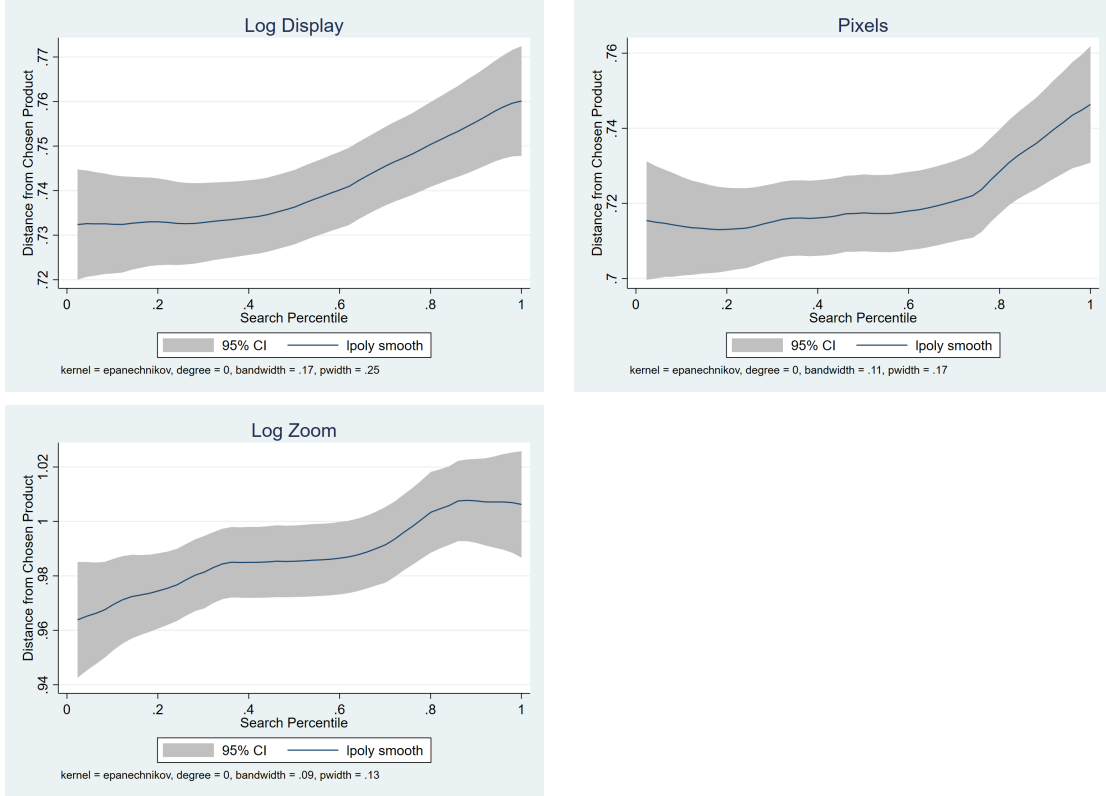 Log Display
Distance from Chosen Product
.77
.76
.75
.74
.73
.72
0 .2 .4 .6 .8 1
Search Percentile
95% CI lpoly smooth
kernel = epanechnikov, degree = 0, bandwidth = .17, pwidth = .25
Pixels
Distance from Chosen Product
.76
.74
.72
.7
0 .2 .4 .6 .8 1
Search Percentile
95% CI lpoly smooth
kernel = epanechnikov, degree = 0, bandwidth = .11, pwidth = .17
Log Zoom
Distance from Chosen Product
1.02
1
.98
.96
.94
0 .2 .4 .6 .8 1
Search Percentile
95% CI lpoly smooth
kernel = epanechnikov, degree = 0, bandwidth = .09, pwidth = .13